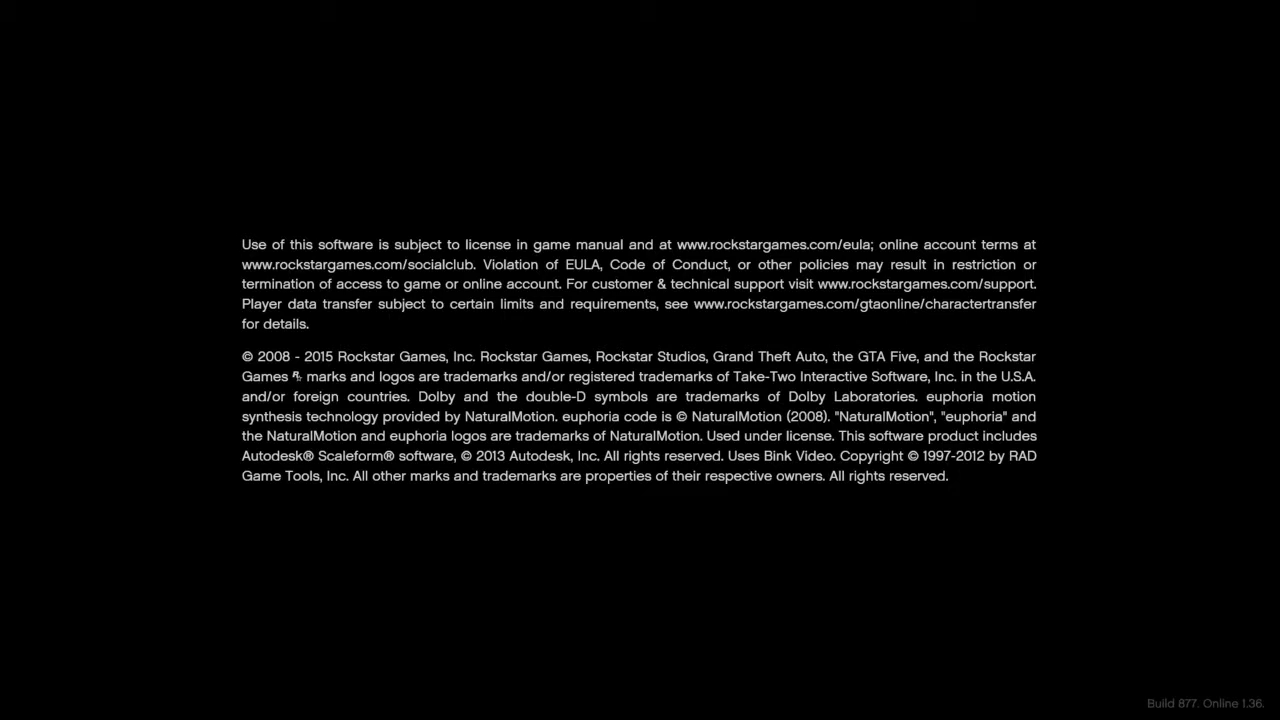 Use of this software is subject to license in game manual and at www.rockstargames.com/eula; online account terms at
www.rockstargames.com/socialclub. Violation of EULA, Code of Conduct, or other policies may result in restriction or
termination of access to game or online account. For customer & technical support visit www.rockstargames.com/support.
Player data transfer subject to certain limits and requirements, see www.rockstargames.com/gtaonline/charactertransfer
for details.
© 2008 - 2015 Rockstar Games, Inc. Rockstar Games, Rockstar Studios, Grand Theft Auto, the GTA Five, and the Rockstar
Games R* marks and logos are trademarks and/or registered trademarks of Take-Two Interactive Software, Inc. in the U.S.A.
and/or foreign countries. Dolby and the double-D symbols are trademarks of Dolby Laboratories. euphoria motion
synthesis technology provided by NaturalMotion. euphoria code is © NaturalMotion (2008). "NaturalMotion", "euphoria" and
the NaturalMotion and euphoria logos are trademarks of NaturalMotion. Used under license. This software product includes
Autodesk® Scaleform® software, © 2013 Autodesk, Inc. All rights reserved. Uses Bink Video. Copyright © 1997-2012 by RAD
Game Tools, Inc. All other marks and trademarks are properties of their respective owners. All rights reserved.
Build 877. Online 1.36.